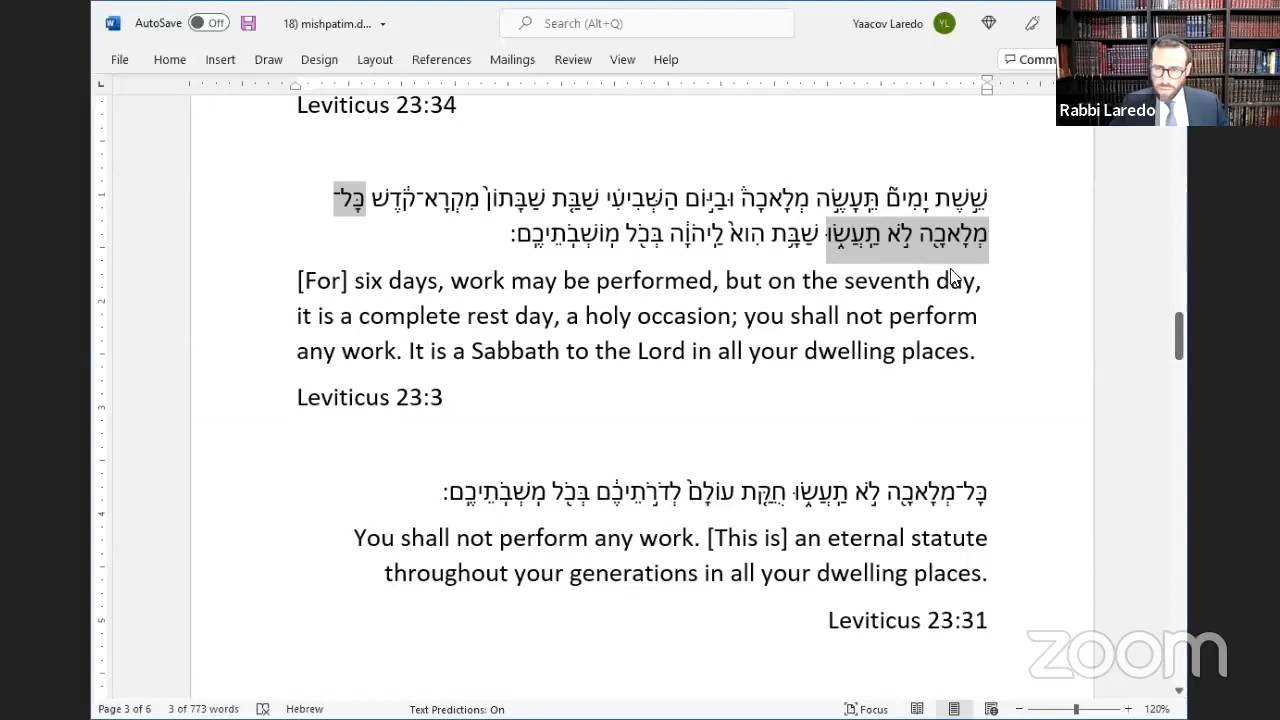 AutoSave Off 18) mishpatim.d... Search (Alt+Q) Yaacov Laredo YL
File Home Insert Draw Design Layout References Mailings Review View Help Comm
Rabbi Laredo
Leviticus 23:34
שֵׁ֣שֶׁת יָמִים֮ תֵּעָשֶׂ֣ה מְלָאכָה֒ וּבַיּ֣וֹם הַשְּׁבִיעִ֗י שַׁבַּ֤ת שַׁבָּתוֹן֙ מִקְרָא־קֹ֔דֶשׁ כָּל־
מְלָאכָ֖ה לֹ֣א תַֽעֲשׂ֑וּ שַׁבָּ֥ת הִוא֙ לַֽיהֹוָ֔ה בְּכֹ֖ל מֽוֹשְׁבֹֽתֵיכֶֽם׃
[For] six days, work may be performed, but on the seventh day,
it is a complete rest day, a holy occasion; you shall not perform
any work. It is a Sabbath to the Lord in all your dwelling places.
Leviticus 23:3
כָּל־מְלָאכָ֖ה לֹ֣א תַֽעֲשׂ֑וּ חֻקַּ֤ת עוֹלָם֙ לְדֹרֹ֣תֵיכֶ֔ם בְּכֹ֖ל מֽשְׁבֹֽתֵיכֶֽם׃
You shall not perform any work. [This is] an eternal statute
throughout your generations in all your dwelling places.
Leviticus 23:31
zoom
Page 3 of 6 3 of 773 words Hebrew Text Predictions: On Focus 120%